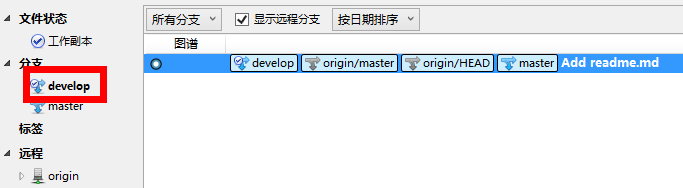 文件状态
工作副本
分支
develop
master
标签
远程
origin
所有分支 显示远程分支 按日期排序
图谱
develop origin/master origin/HEAD master Add readme.md